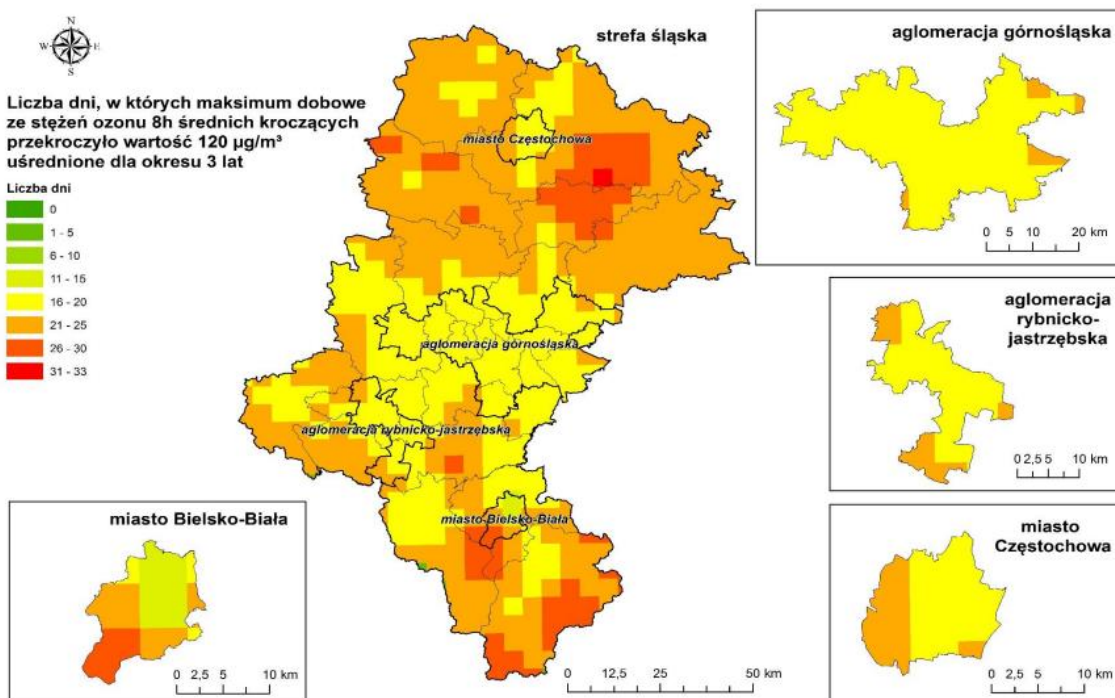 N
W E
S
Liczba dni, w których maksimum dobowe
ze stężeń ozonu 8h średnich kroczących
przekroczyło wartość 120 µg/m³
uśrednione dla okresu 3 lat
Liczba dni
0
1 - 5
6 - 10
11 - 15
16 - 20
21 - 25
26 - 30
31 - 33
strefa śląska
miasto Częstochowa
aglomeracja górnośląska
aglomeracja rybnicko-jastrzębska
miasto Bielsko-Biała
0 12,5 25 50 km
aglomeracja górnośląska
0 5 10 20 km
aglomeracja
rybnicko-
jastrzębska
0 2,5 5 10 km
miasto
Częstochowa
0 2,5 5 10 km
miasto Bielsko-Biała
0 2,5 5 10 km